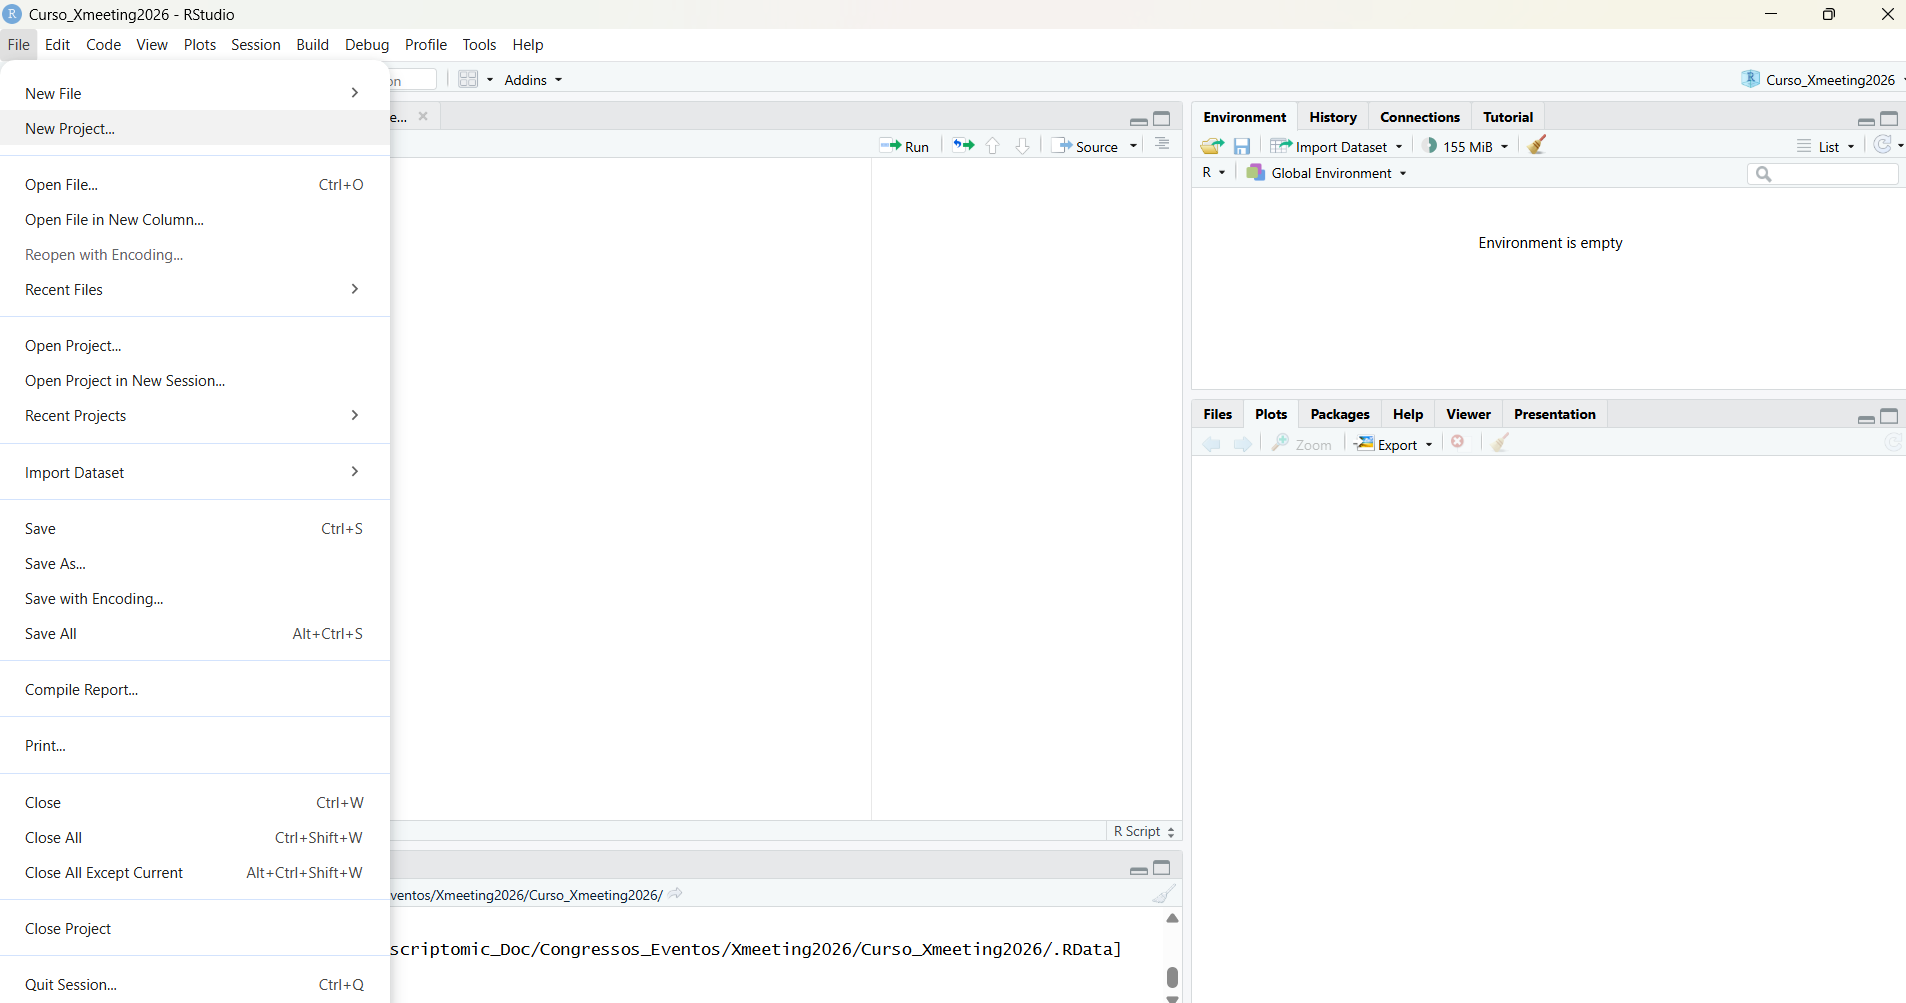 Curso_Xmeeting2026 - RStudio
File Edit Code View Plots Session Build Debug Profile Tools Help
Addins
Curso_Xmeeting2026
New File
New Project...
Open File... Ctrl+O
Open File in New Column...
Reopen with Encoding...
Recent Files
Open Project...
Open Project in New Session...
Recent Projects
Import Dataset
Save Ctrl+S
Save As...
Save with Encoding...
Save All Alt+Ctrl+S
Compile Report...
Print...
Close Ctrl+W
Close All Ctrl+Shift+W
Close All Except Current Alt+Ctrl+Shift+W
Close Project
Quit Session... Ctrl+Q
e...
Run Source
R Script
ventos/Xmeeting2026/Curso_Xmeeting2026/
scriptomic_Doc/Congressos_Eventos/Xmeeting2026/Curso_Xmeeting2026/.RData]
Environment History Connections Tutorial
Import Dataset 155 MiB List
R Global Environment
Environment is empty
Files Plots Packages Help Viewer Presentation
Zoom Export